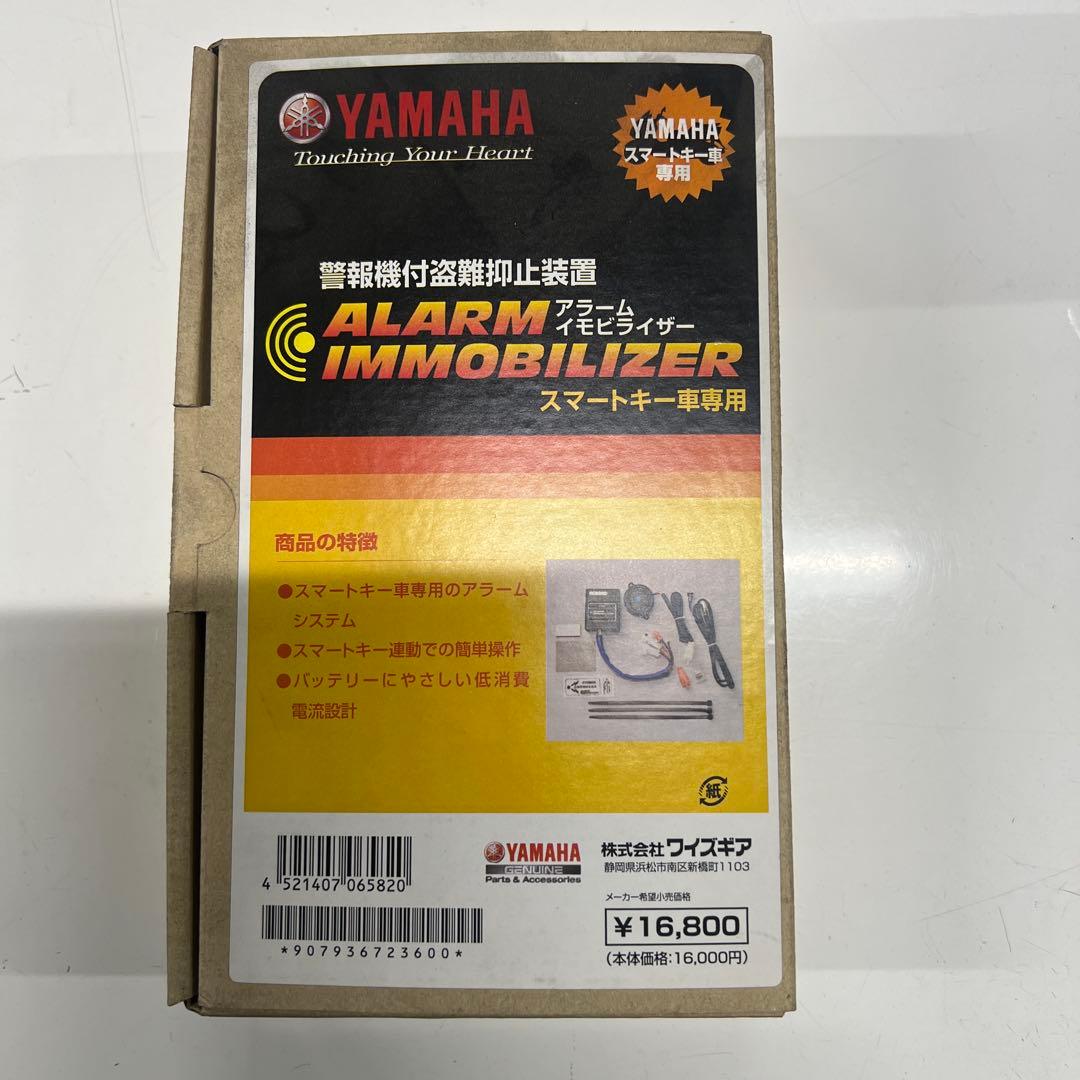 YAMAHA
Touching Your Heart
YAMAHA
スマートキー車
専用
警報機付盗難抑止装置
ALARM アラーム
イモビライザー
IMMOBILIZER
スマートキー車専用
商品の特徴
●スマートキー車専用のアラーム
システム
●スマートキー連動での簡単操作
●バッテリーにやさしい低消費
電流設計
紙
4 521407 065820
*907936723600*
YAMAHA
GENUINE
Parts & Accessories
株式会社 ワイズギア
静岡県浜松市南区新橋町1103
メーカー希望小売価格
¥16,800
(本体価格:16,000円)